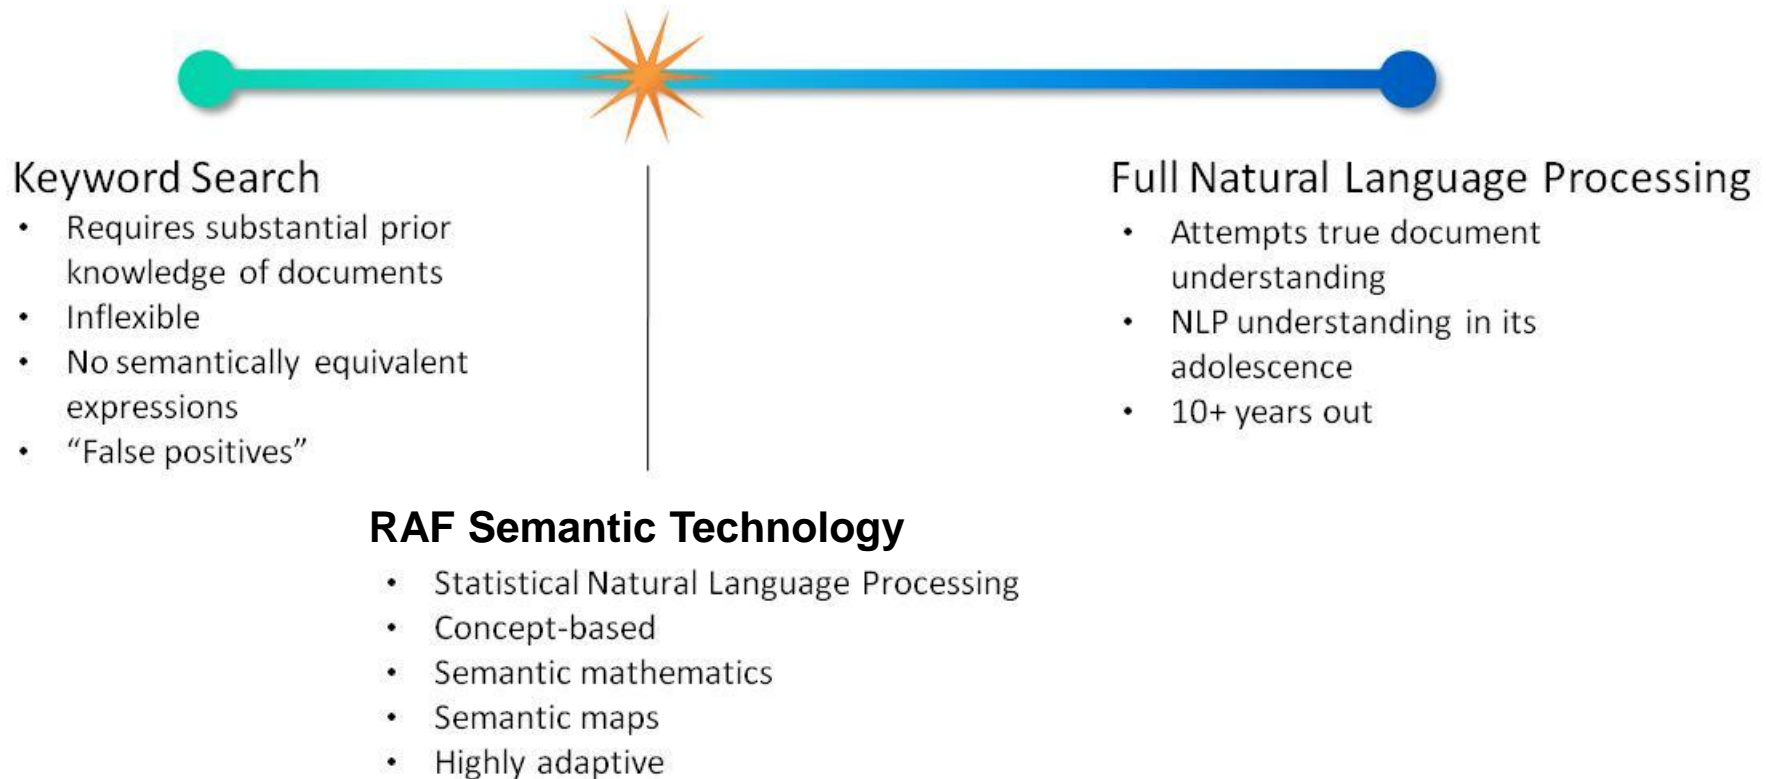 Keyword Search
• Requires substantial prior
knowledge of documents
• Inflexible
• No semantically equivalent
expressions
• “False positives”
Full Natural Language Processing
• Attempts true document
understanding
• NLP understanding in its
adolescence
• 10+ years out
RAF Semantic Technology
• Statistical Natural Language Processing
• Concept-based
• Semantic mathematics
• Semantic maps
• Highly adaptive